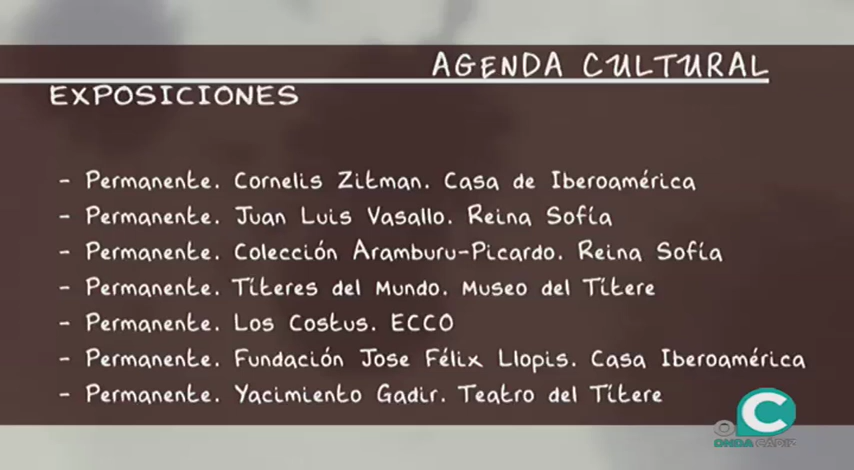 AGENDA CULTURAL
EXPOSICIONES
- Permanente. Cornelis Zitman. Casa de Iberoamérica
- Permanente. Juan Luis Vasallo. Reina Sofía
- Permanente. Colección Aramburu-Picardo. Reina Sofía
- Permanente. Títeres del Mundo. Museo del Títere
- Permanente. Los Costus. ECCO
- Permanente. Fundación Jose Félix Llopis. Casa Iberoamérica
- Permanente. Yacimiento Gadir. Teatro del Títere
C
ONDA CÁDIZ